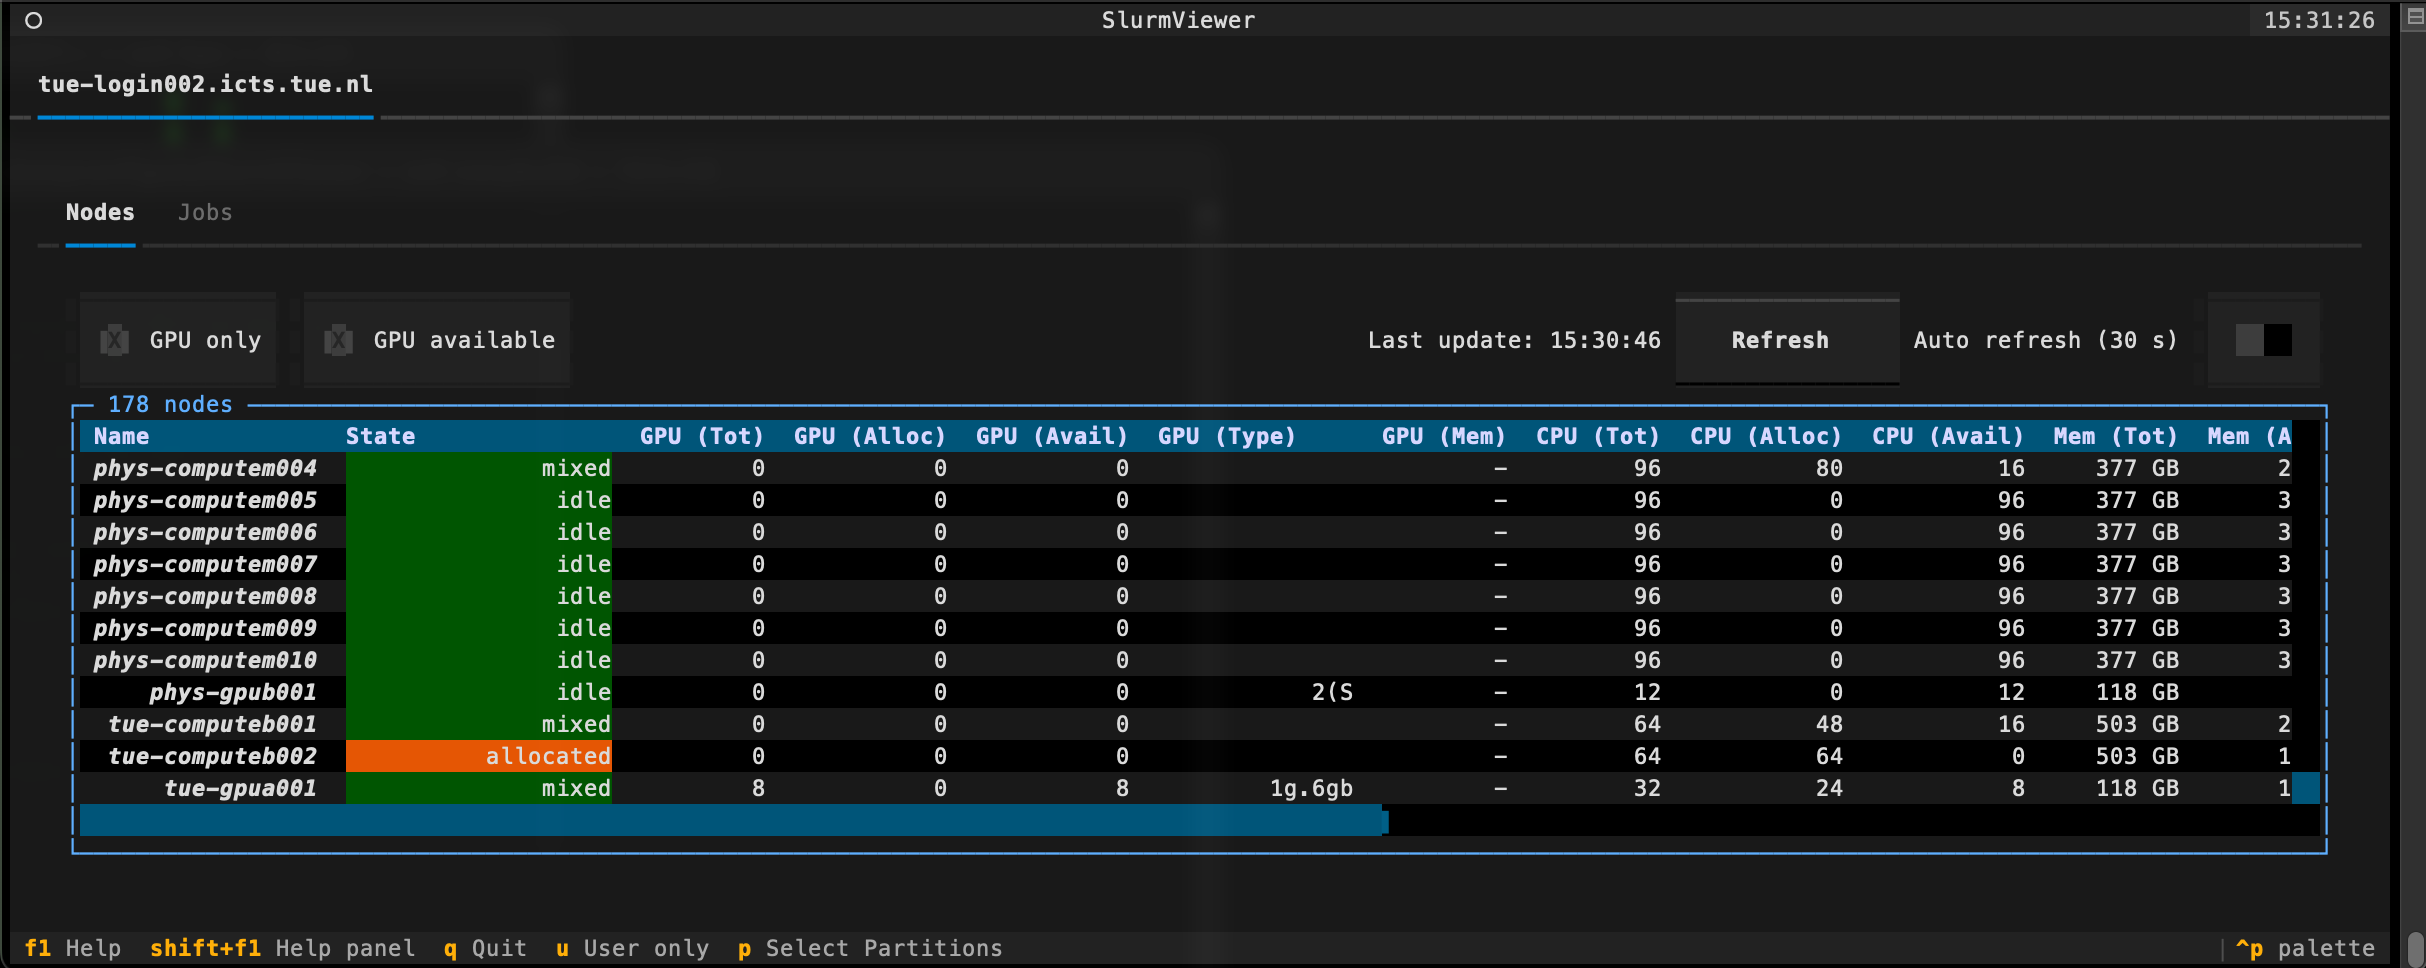 SlurmViewer 15:31:26
tue-login002.icts.tue.nl
Nodes Jobs
X GPU only X GPU available Last update: 15:30:46 Refresh Auto refresh (30 s)
178 nodes
Name State GPU (Tot) GPU (Alloc) GPU (Avail) GPU (Type) GPU (Mem) CPU (Tot) CPU (Alloc) CPU (Avail) Mem (Tot) Mem (A
phys-computem004 mixed 0 0 0 – 96 80 16 377 GB 2
phys-computem005 idle 0 0 0 – 96 0 96 377 GB 3
phys-computem006 idle 0 0 0 – 96 0 96 377 GB 3
phys-computem007 idle 0 0 0 – 96 0 96 377 GB 3
phys-computem008 idle 0 0 0 – 96 0 96 377 GB 3
phys-computem009 idle 0 0 0 – 96 0 96 377 GB 3
phys-computem010 idle 0 0 0 – 96 0 96 377 GB 3
phys-gpub001 idle 0 0 0 2(S – 12 0 12 118 GB
tue-computeb001 mixed 0 0 0 – 64 48 16 503 GB 2
tue-computeb002 allocated 0 0 0 – 64 64 0 503 GB 1
tue-gpua001 mixed 8 0 8 1g.6gb – 32 24 8 118 GB 1
f1 Help shift+f1 Help panel q Quit u User only p Select Partitions ^p palette